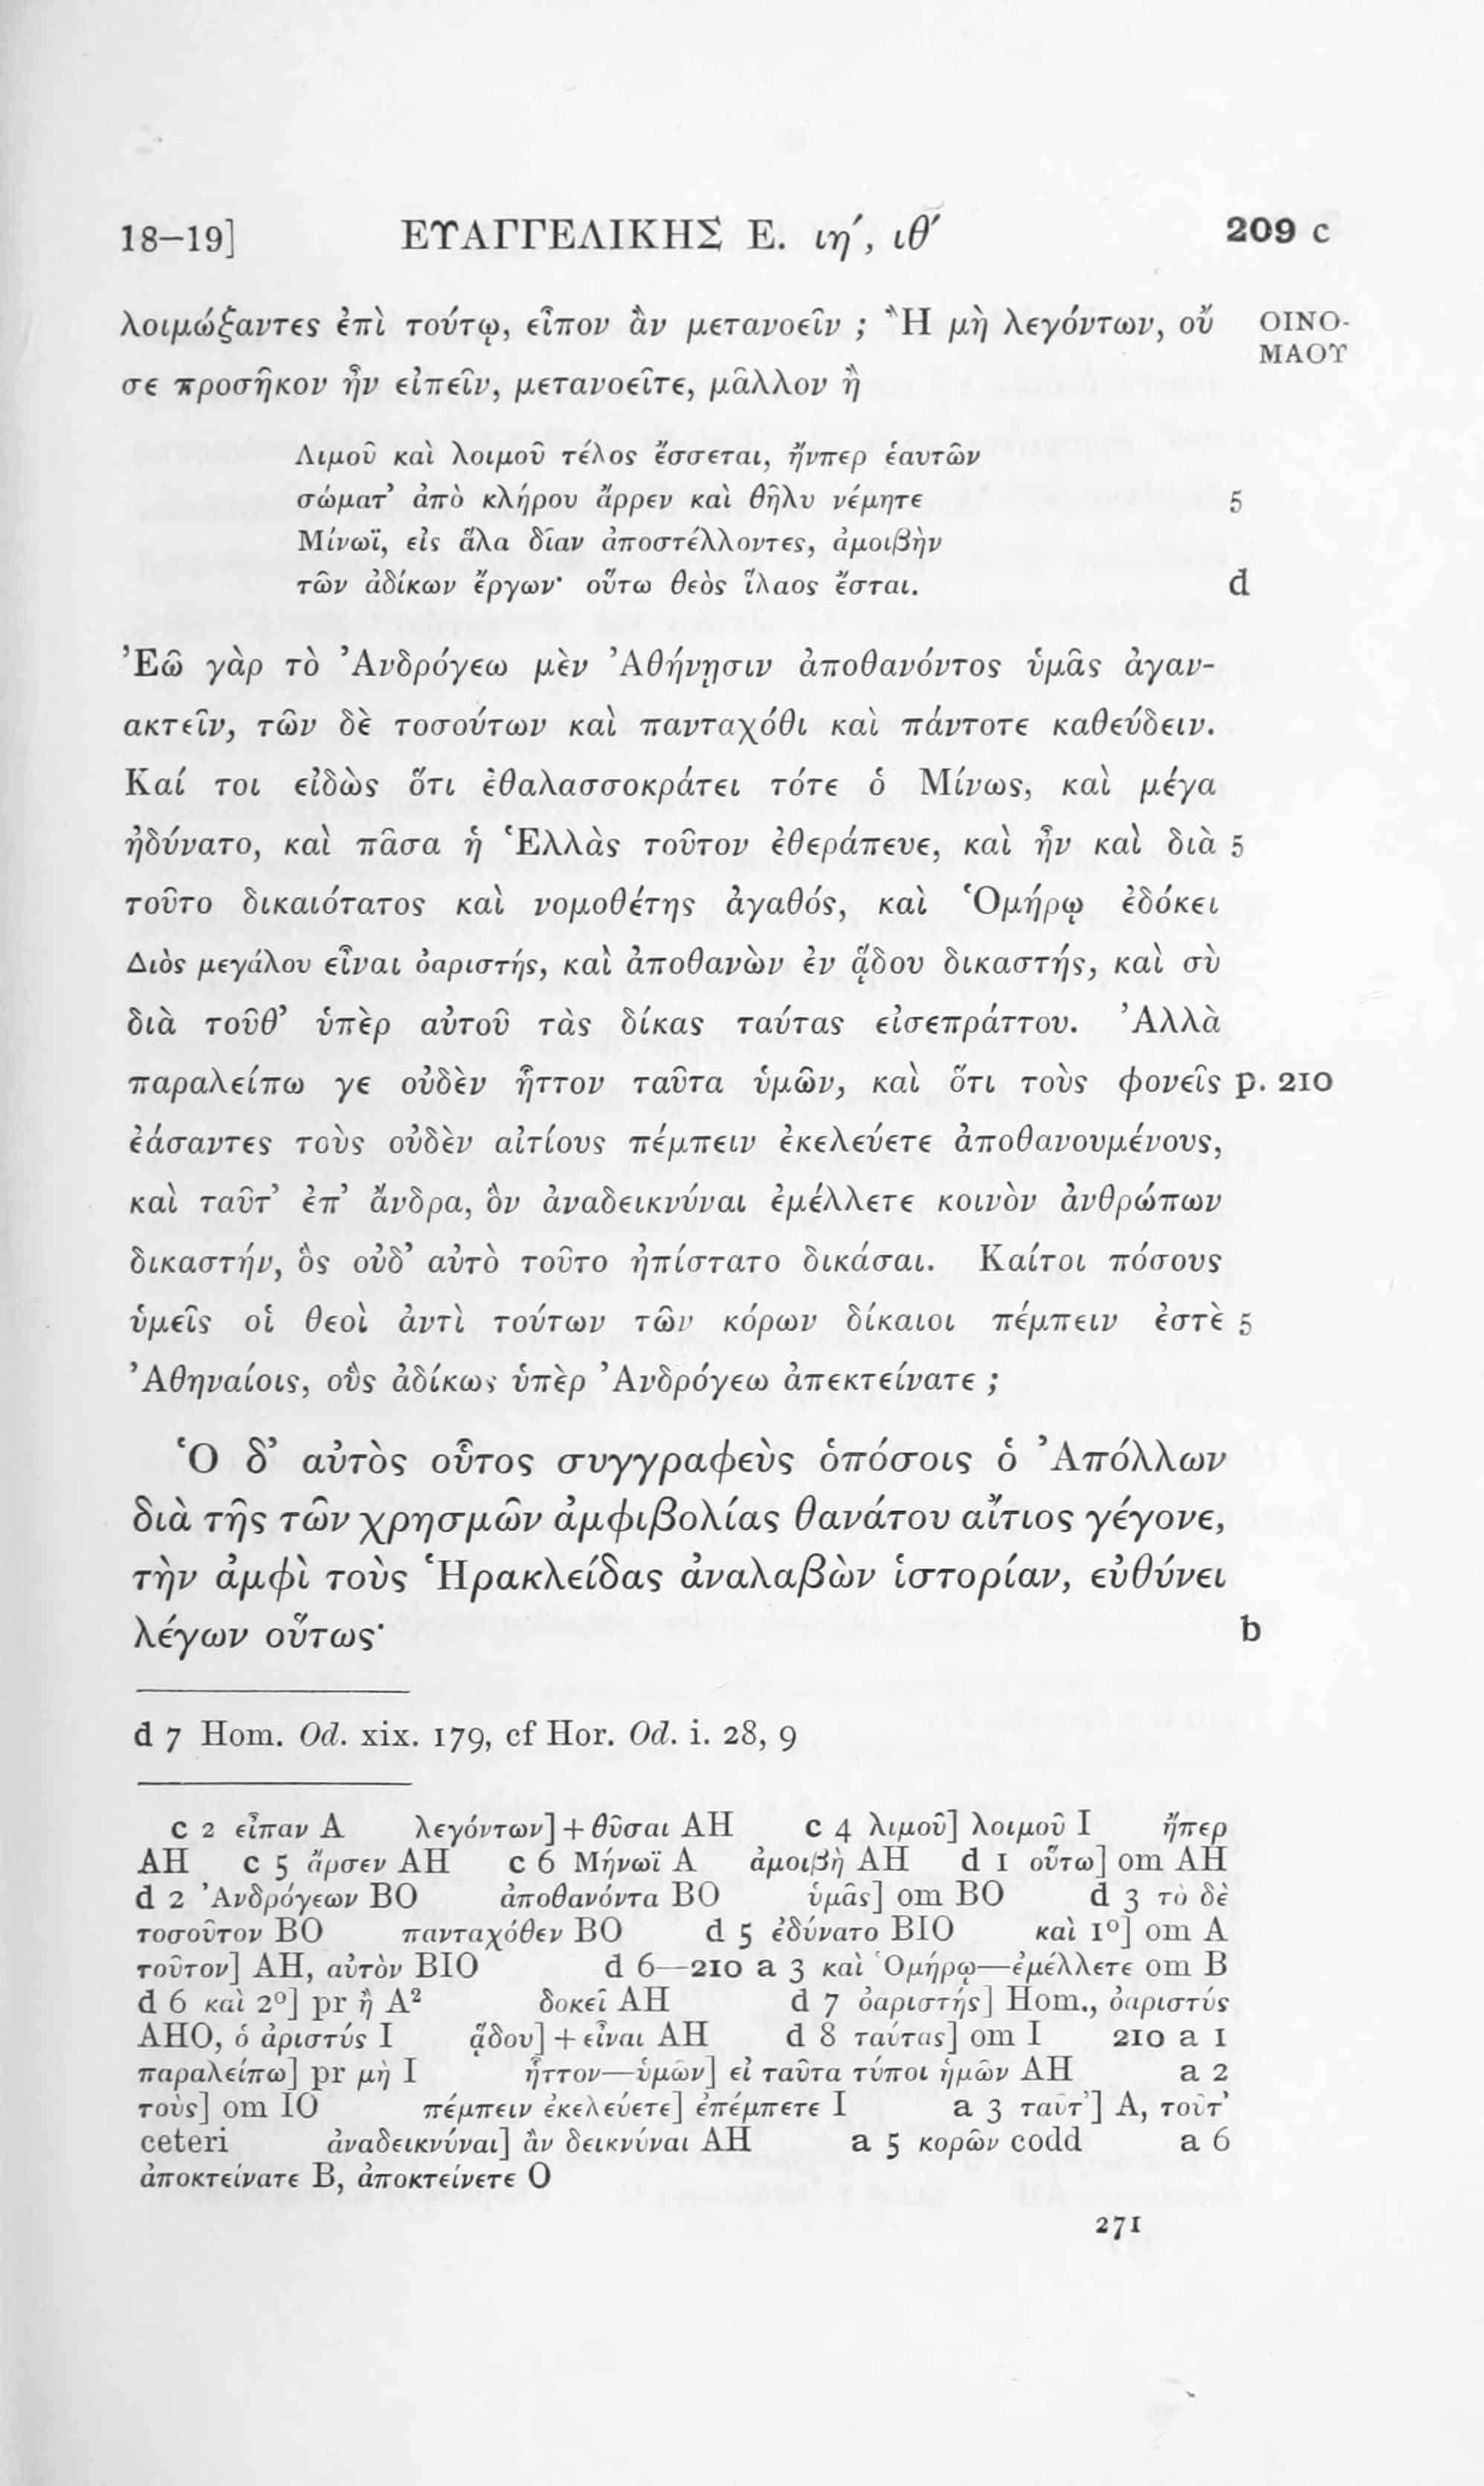 18–19] ΕΥΑΓΓΕΛΙΚΗΣ Ε. ιη΄, ιθ΄ 209 c
λοιμώξαντες ἐπὶ τούτῳ, εἶπον ἂν μετανοεῖν ; Ἢ μὴ λεγόντων, οὔ ΟΙΝΟ-
ΜΑΟΥ
σε προσῆκον ἦν εἰπεῖν, μετανοεῖτε, μᾶλλον ἢ
Λιμοῦ καὶ λοιμοῦ τέλος ἔσσεται, ἤνπερ ἑαυτῶν
σώματ’ ἀπὸ κλήρου ἄρρεν καὶ θῆλυ νέμητε 5
Μίνωϊ, εἰς ἅλα δῖαν ἀποστέλλοντες, ἀμοιβὴν
τῶν ἀδίκων ἔργων· οὕτω θεὸς ἵλαος ἔσται. d
Ἐῶ γὰρ τὸ Ἀνδρόγεω μὲν Ἀθήνῃσιν ἀποθανόντος ὑμᾶς ἀγαν-
ακτεῖν, τῶν δὲ τοσούτων καὶ πανταχόθι καὶ πάντοτε καθεύδειν.
Καί τοι εἰδὼς ὅτι ἐθαλασσοκράτει τότε ὁ Μίνως, καὶ μέγα
ἠδύνατο, καὶ πᾶσα ἡ Ἑλλὰς τοῦτον ἐθεράπευε, καὶ ἦν καὶ διὰ 5
τοῦτο δικαιότατος καὶ νομοθέτης ἀγαθός, καὶ Ὁμήρῳ ἐδόκει
Διὸς μεγάλου εἶναι ὀαριστής, καὶ ἀποθανὼν ἐν ᾅδου δικαστής, καὶ σὺ
διὰ τοῦθ’ ὑπὲρ αὐτοῦ τὰς δίκας ταύτας εἰσεπράττου. Ἀλλὰ
παραλείπω γε οὐδὲν ἧττον ταῦτα ὑμῶν, καὶ ὅτι τοὺς φονεῖς p. 210
ἐάσαντες τοὺς οὐδὲν αἰτίους πέμπειν ἐκελεύετε ἀποθανουμένους,
καὶ ταῦτ’ ἐπ’ ἄνδρα, ὃν ἀναδεικνύναι ἐμέλλετε κοινὸν ἀνθρώπων
δικαστήν, ὃς οὐδ’ αὐτὸ τοῦτο ἠπίστατο δικάσαι. Καίτοι πόσους
ὑμεῖς οἱ θεοὶ ἀντὶ τούτων τῶν κόρων δίκαιοι πέμπειν ἐστὲ 5
Ἀθηναίοις, οὓς ἀδίκως ὑπὲρ Ἀνδρόγεω ἀπεκτείνατε ;
Ὁ δ’ αὐτὸς οὗτος συγγραφεὺς ὁπόσοις ὁ Ἀπόλλων
διὰ τῆς τῶν χρησμῶν ἀμφιβολίας θανάτου αἴτιος γέγονε,
τὴν ἀμφὶ τοὺς Ἡρακλείδας ἀναλαβὼν ἱστορίαν, εὐθύνει
λέγων οὕτως· b
d 7 Hom. Od. xix. 179, cf Hor. Od. i. 28, 9
c 2 εἶπαν A λεγόντων] + θῦσαι AH c 4 λιμοῦ] λοιμοῦ I ἤπερ
AH c 5 ἄρσεν AH c 6 Μήνωϊ A ἀμοιβὴ AH d 1 οὕτω] om AH
d 2 Ἀνδρόγεων BO ἀποθανόντα BO ὑμᾶς] om BO d 3 τὸ δὲ
τοσοῦτον BO πανταχόθεν BO d 5 ἐδύνατο BIO καὶ 1º] om A
τοῦτον] AH, αὐτὸν BIO d 6—210 a 3 καὶ Ὁμήρῳ—ἐμέλλετε om B
d 6 καὶ 2º] pr ἢ A² δοκεῖ AH d 7 ὀαριστής] Hom., ὀαριστύς
AHO, ὁ ἀριστύς I ᾅδου] + εἶναι AH d 8 ταύτας] om I 210 a 1
παραλείπω] pr μὴ I ἧττον—ὑμῶν] εἰ ταῦτα τύποι ἡμῶν AH a 2
τοὺς] om IO πέμπειν ἐκελεύετε] ἐπέμπετε I a 3 ταῦτ’] A, τοῦτ’
ceteri ἀναδεικνύναι] ἂν δεικνύναι AH a 5 κορῶν codd a 6
ἀποκτείνατε B, ἀποκτείνετε O
271